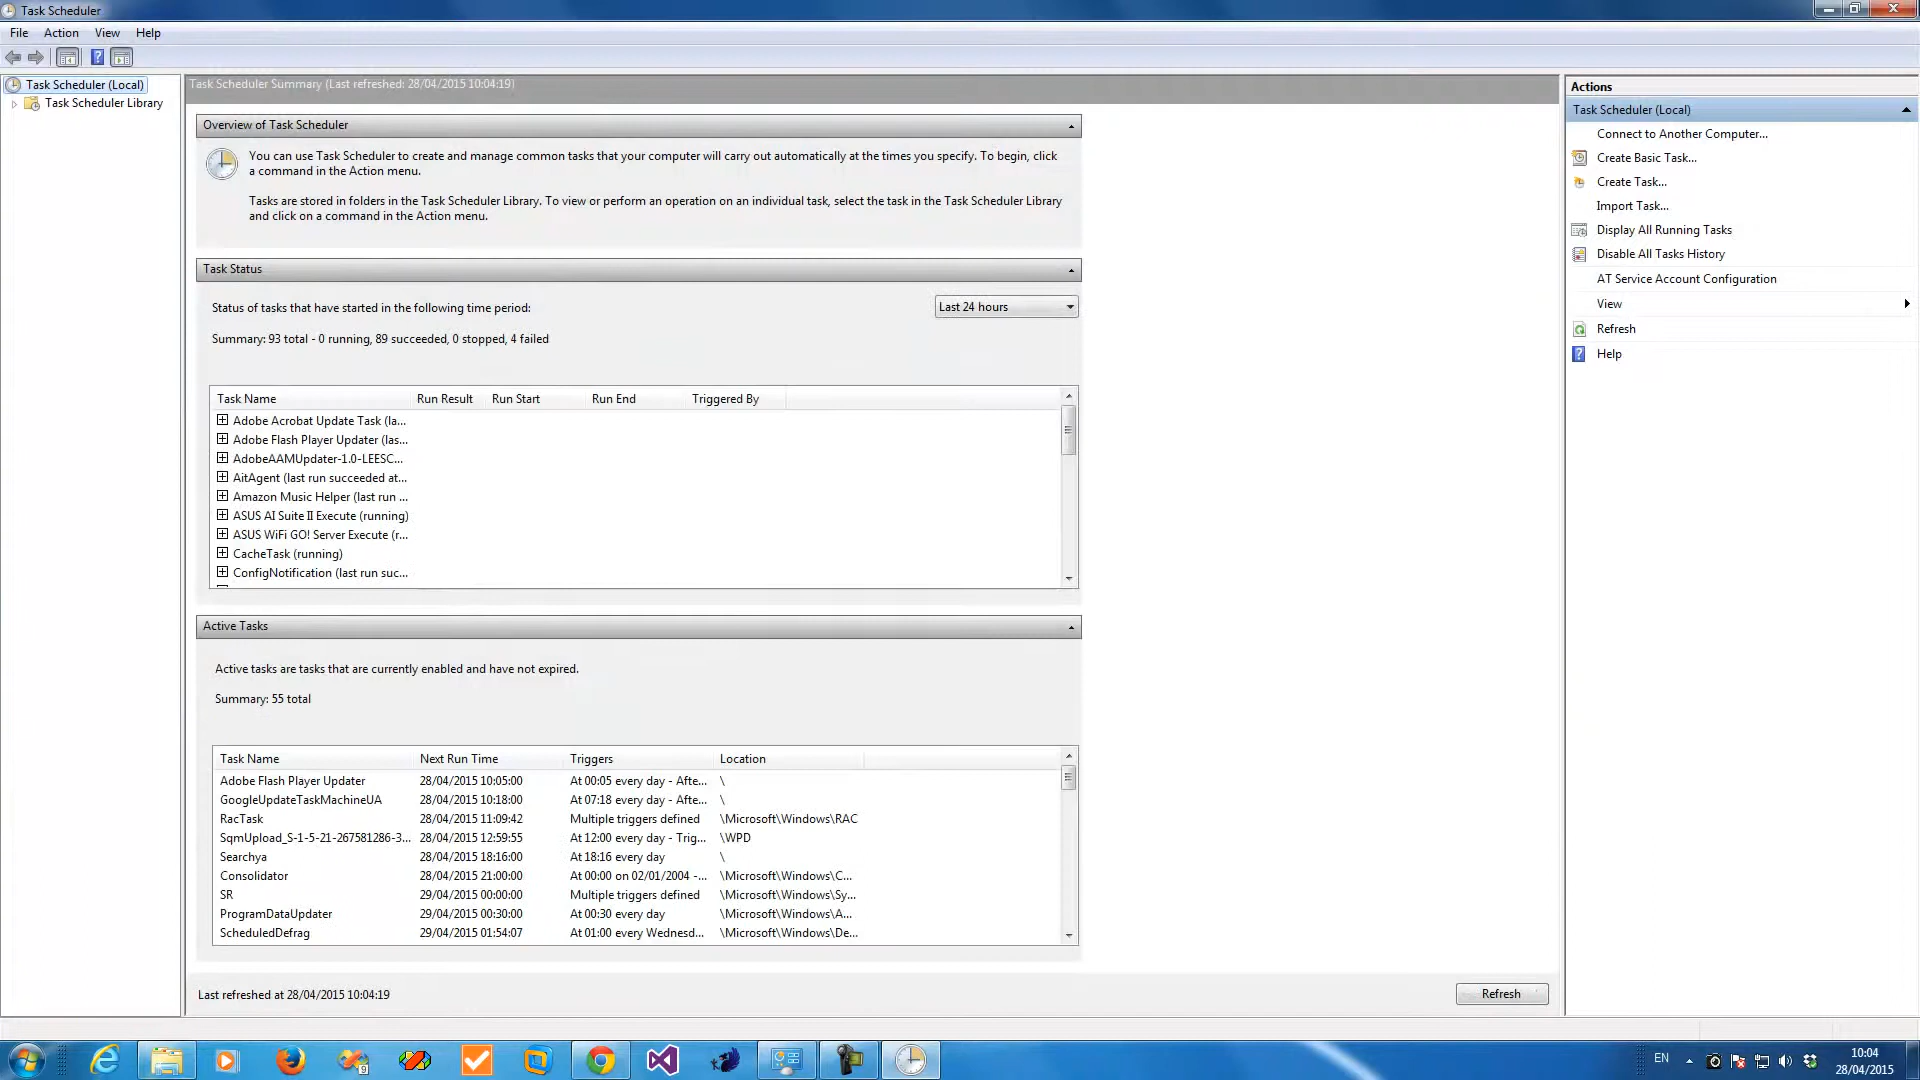 Task Scheduler
File Action View Help
Task Scheduler (Local)
Task Scheduler Library
Task Scheduler Summary (Last refreshed: 28/04/2015 10:04:19)
Overview of Task Scheduler
You can use Task Scheduler to create and manage common tasks that your computer will carry out automatically at the times you specify. To begin, click
a command in the Action menu.
Tasks are stored in folders in the Task Scheduler Library. To view or perform an operation on an individual task, select the task in the Task Scheduler Library
and click on a command in the Action menu.
Task Status
Status of tasks that have started in the following time period:
Last 24 hours
Summary: 93 total - 0 running, 89 succeeded, 0 stopped, 4 failed
Task Name Run Result Run Start Run End Triggered By
Adobe Acrobat Update Task (la...
Adobe Flash Player Updater (las...
AdobeAAMUpdater-1.0-LEESC...
AitAgent (last run succeeded at...
Amazon Music Helper (last run ...
ASUS AI Suite II Execute (running)
ASUS WiFi GO! Server Execute (r...
CacheTask (running)
ConfigNotification (last run suc...
Active Tasks
Active tasks are tasks that are currently enabled and have not expired.
Summary: 55 total
Task Name Next Run Time Triggers Location
Adobe Flash Player Updater 28/04/2015 10:05:00 At 00:05 every day - Afte... \
GoogleUpdateTaskMachineUA 28/04/2015 10:18:00 At 07:18 every day - Afte... \
RacTask 28/04/2015 11:09:42 Multiple triggers defined \Microsoft\Windows\RAC
SqmUpload_S-1-5-21-267581286-3... 28/04/2015 12:59:55 At 12:00 every day - Trig... \WPD
Searchya 28/04/2015 18:16:00 At 18:16 every day \
Consolidator 28/04/2015 21:00:00 At 00:00 on 02/01/2004 -... \Microsoft\Windows\C...
SR 29/04/2015 00:00:00 Multiple triggers defined \Microsoft\Windows\Sy...
ProgramDataUpdater 29/04/2015 00:30:00 At 00:30 every day \Microsoft\Windows\A...
ScheduledDefrag 29/04/2015 01:54:07 At 01:00 every Wednesd... \Microsoft\Windows\De...
Last refreshed at 28/04/2015 10:04:19
Refresh
Actions
Task Scheduler (Local)
Connect to Another Computer...
Create Basic Task...
Create Task...
Import Task...
Display All Running Tasks
Disable All Tasks History
AT Service Account Configuration
View
Refresh
Help
9
EN
10:04
28/04/2015